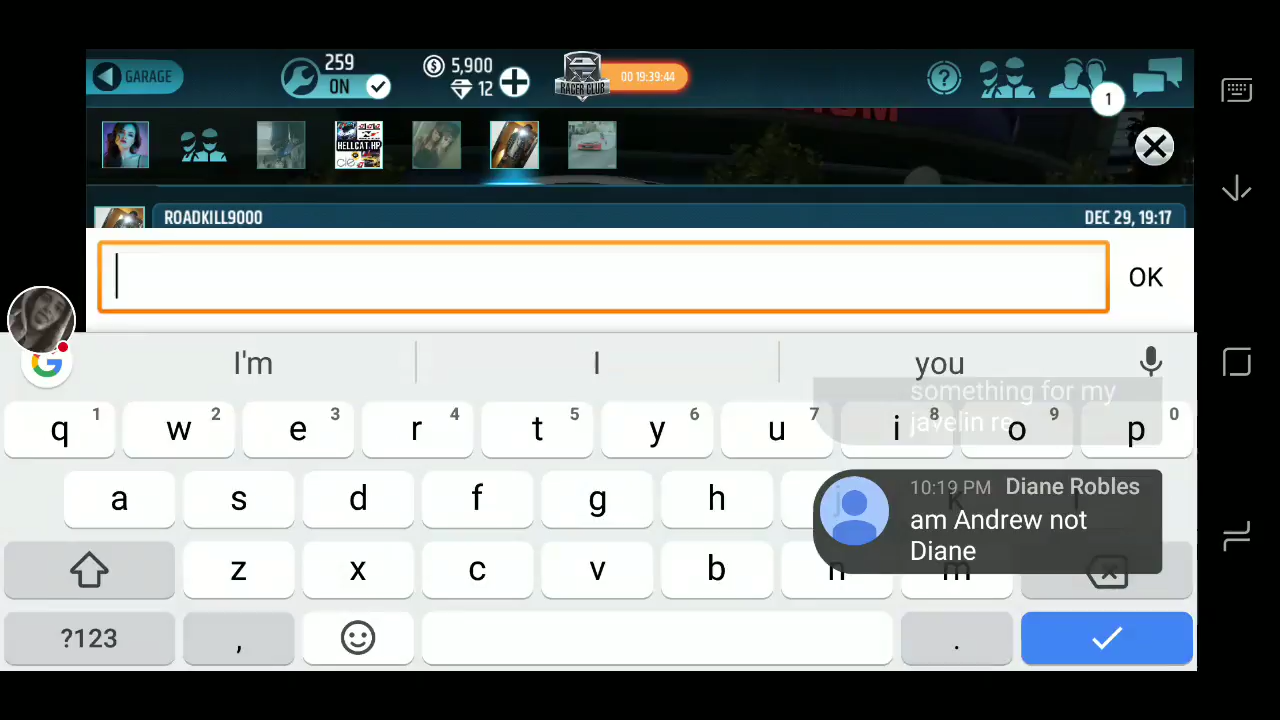 GARAGE
259
ON
5,900
12
RACER CLUB
00 19:39:44
?
1
HELLCAT.HP
ROADKILL9000
DEC 29, 19:17
OK
I'm
I
you
something for my
javelin re
q 1 w 2 e 3 r 4 t 5 y 6 u 7 i 8 o 9 p 0
10:19 PM Diane Robles
am Andrew not
Diane
a s d f g h j k l
z x c v b n m
?123 , .